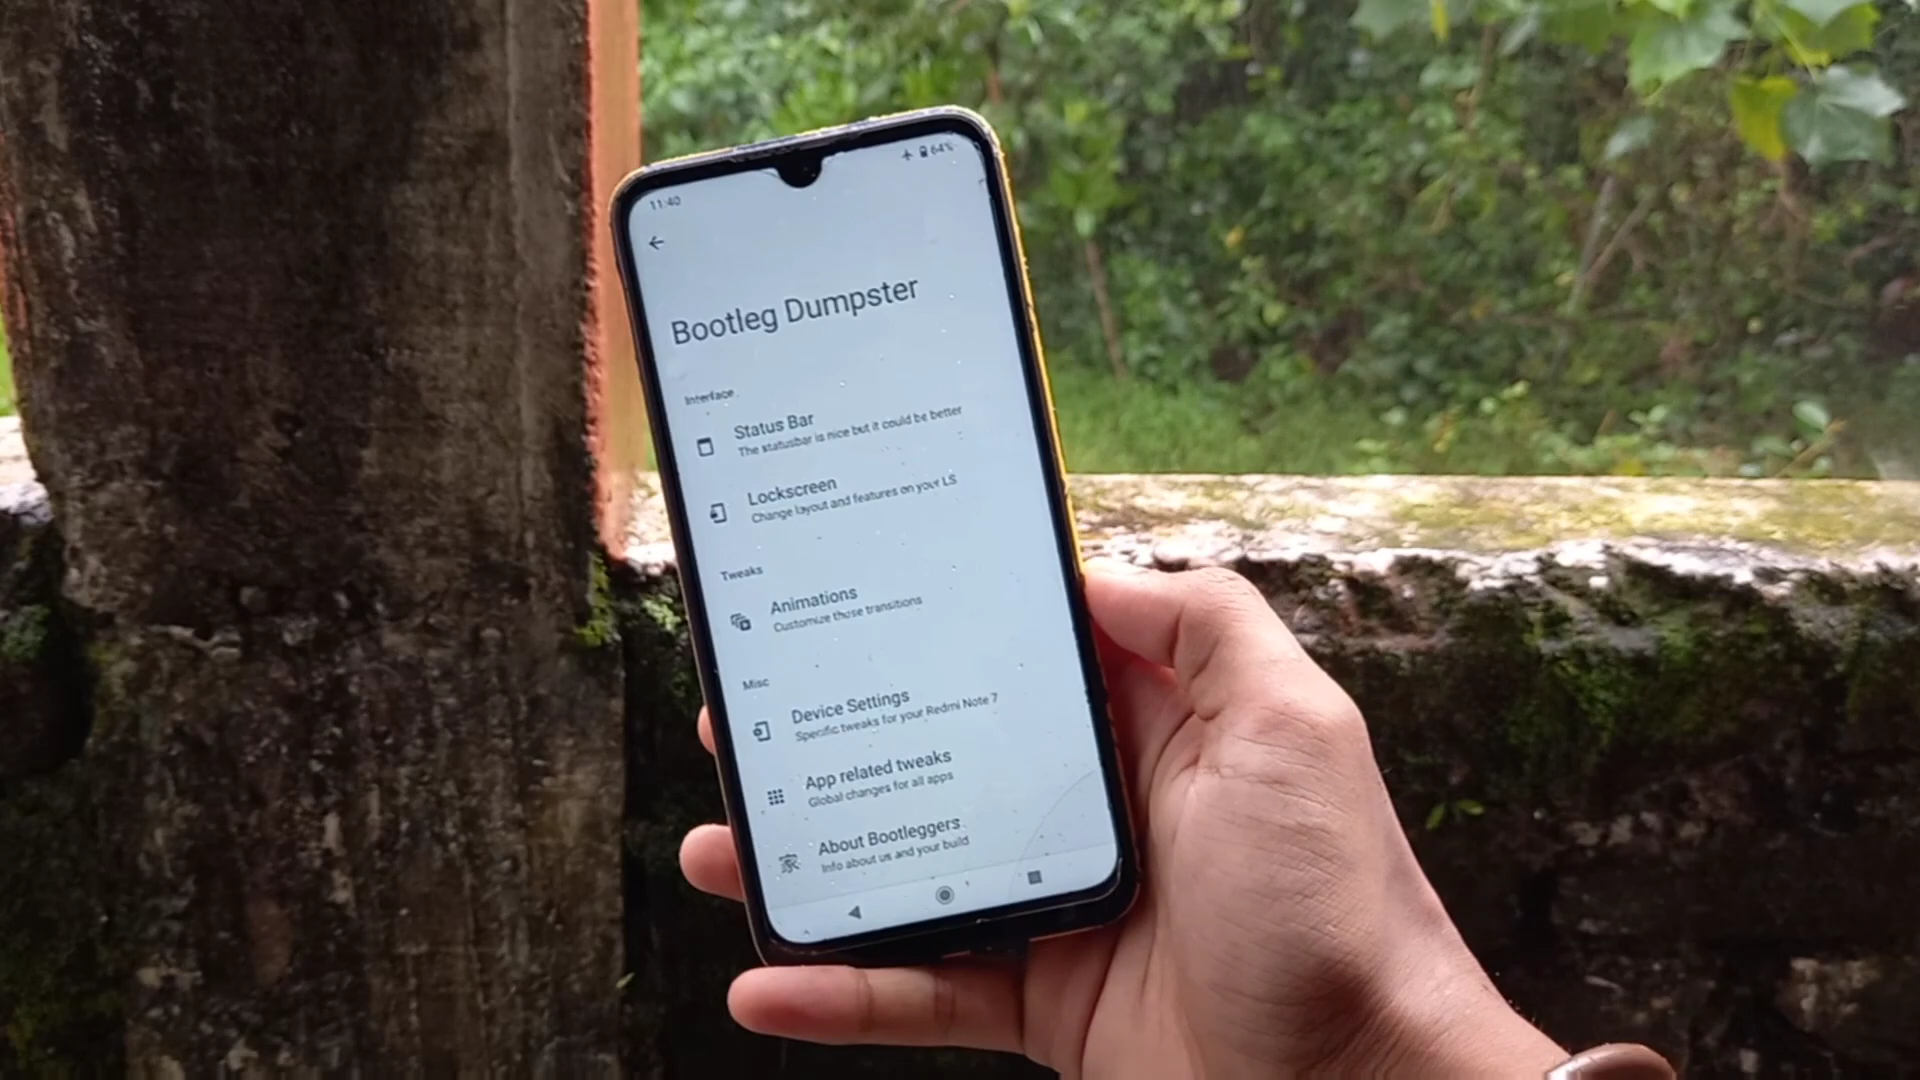 11:40
64%
Bootleg Dumpster
Interface
Status Bar
The statusbar is nice but it could be better
Lockscreen
Change layout and features on your LS
Tweaks
Animations
Customize those transitions
Misc
Device Settings
Specific tweaks for your Redmi Note 7
App related tweaks
Global changes for all apps
About Bootleggers
Info about us and your build